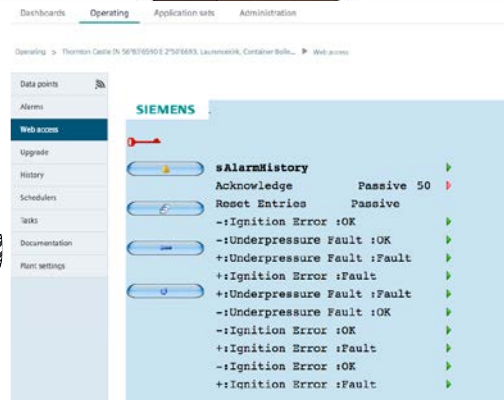 Dashboards Operating Application sets Administration
Operating > Thornton Castle Laurencekirk, Container Boile... ▶ Web access
Data points
Alarms
Web access
Upgrade
History
Schedulers
Tasks
Documentation
Plant settings
SIEMENS
sAlarmHistory
Acknowledge Passive 50
Reset Entries Passive
-:Ignition Error :OK
-:Underpressure Fault :OK
+:Underpressure Fault :Fault
+:Ignition Error :Fault
+:Underpressure Fault :Fault
-:Underpressure Fault :OK
-:Ignition Error :OK
+:Ignition Error :Fault
-:Ignition Error :OK
+:Ignition Error :Fault